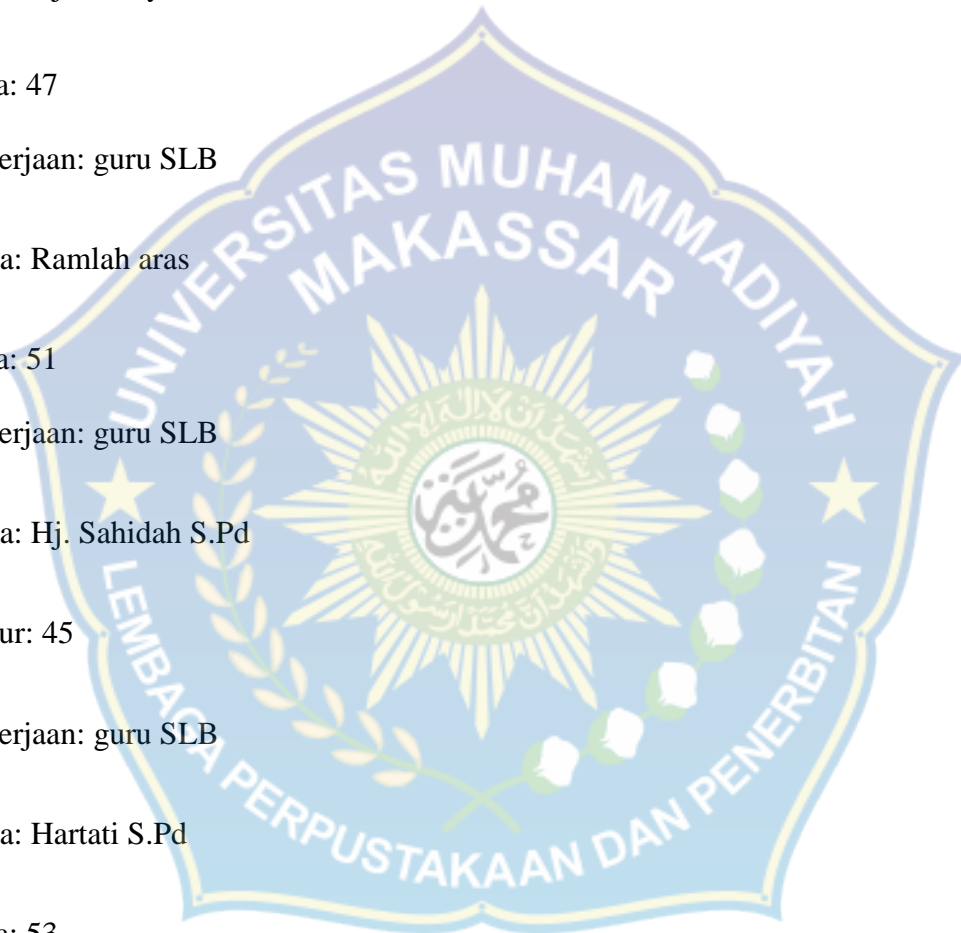 a: 47
erjaan: guru SLB
a: Ramlah aras
a: 51
erjaan: guru SLB
a: Hj. Sahidah S.Pd
ur: 45
erjaan: guru SLB
a: Hartati S.Pd
UNIVERSITAS MUHAMMADIYAH
MAKASSAR
LEMBAGA PERPUSTAKAAN DAN PENERBITAN